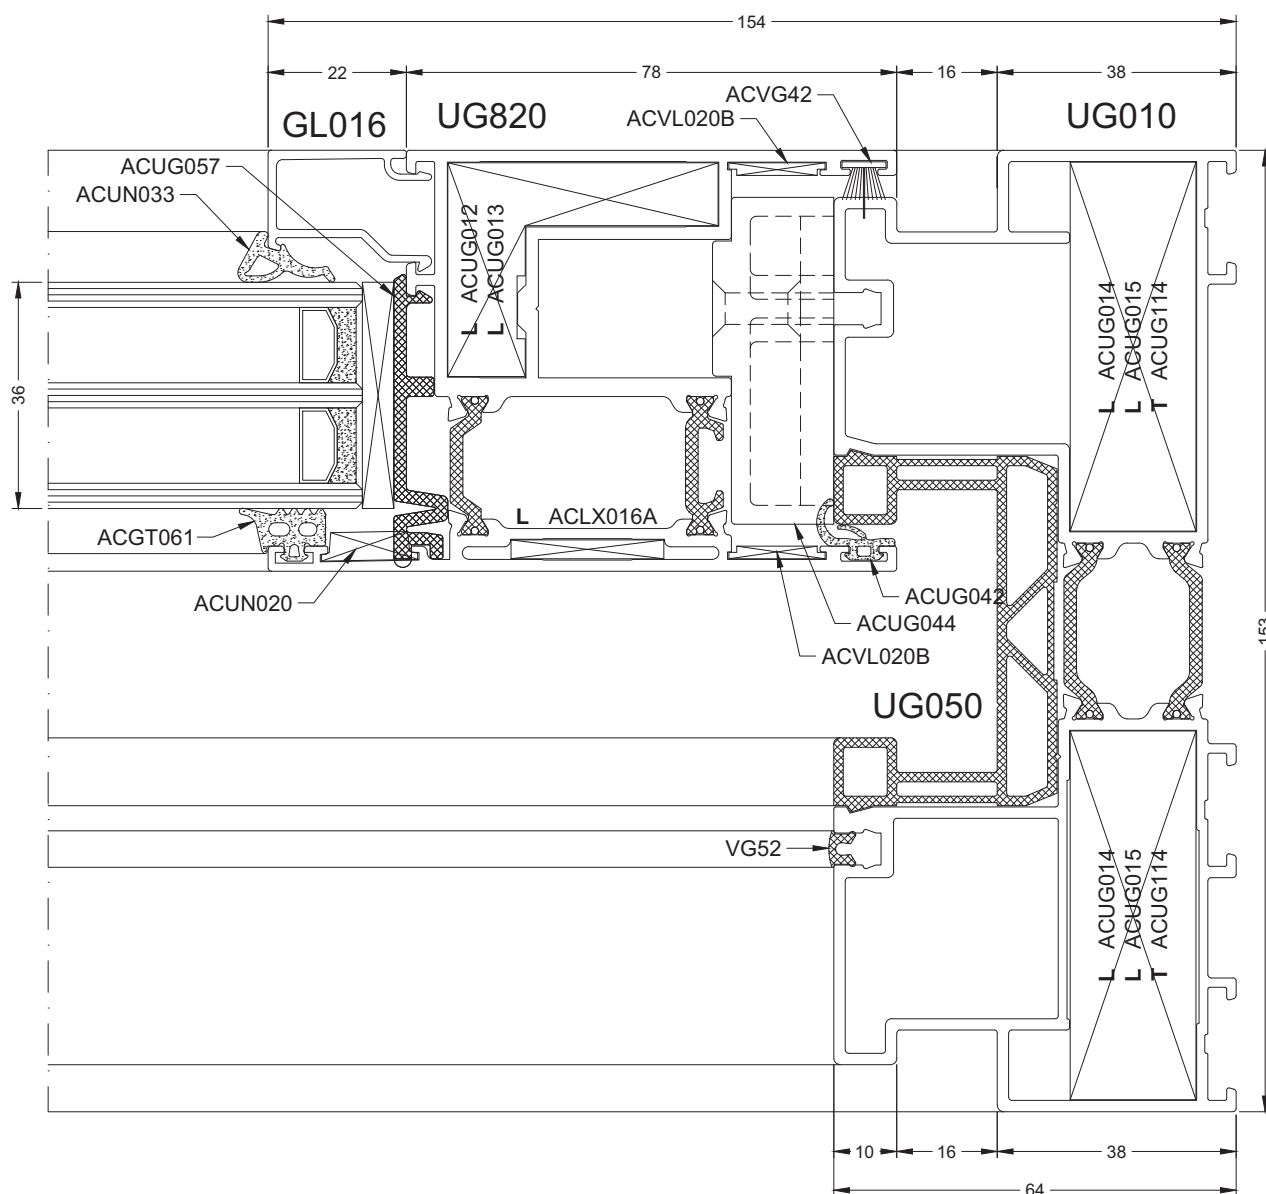 154
22
78
16
38
GL016
UG820
ACVG42
ACVL020B
UG010
ACUG057
ACUN033
L ACUG012
L ACUG013
L ACUG014
L ACUG015
T ACUG114
36
L ACLX016A
ACGT061
ACUN020
ACUG042
ACUG044
ACVL020B
153
UG050
VG52
L ACUG014
L ACUG015
T ACUG114
10
16
38
64